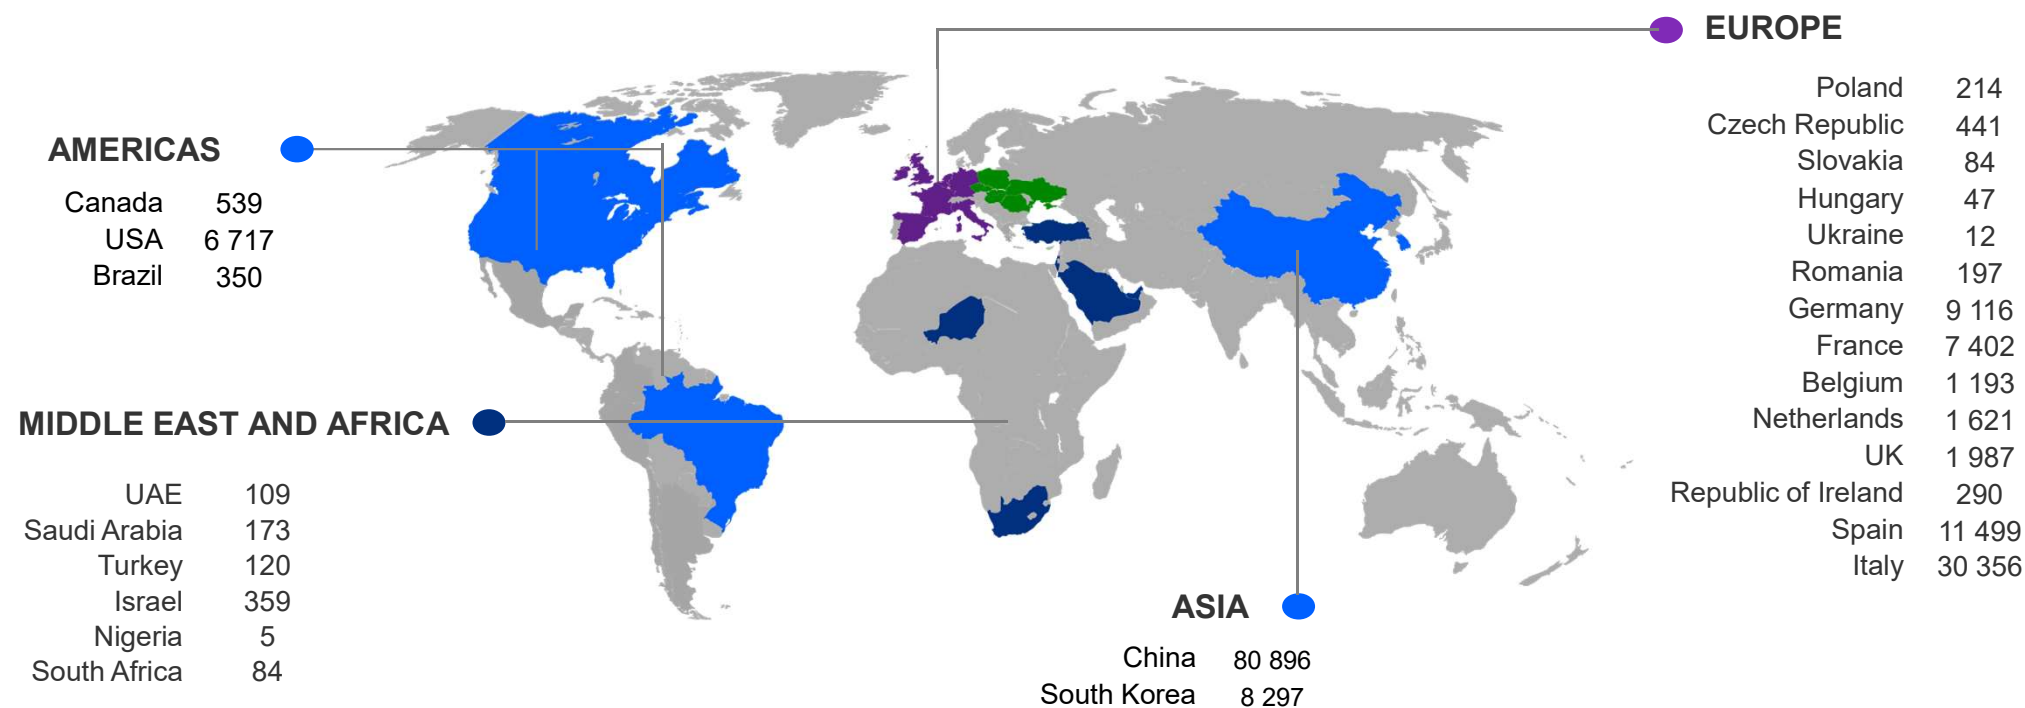 EUROPE
Poland 214
Czech Republic 441
Slovakia 84
Hungary 47
Ukraine 12
Romania 197
Germany 9 116
France 7 402
Belgium 1 193
Netherlands 1 621
UK 1 987
Republic of Ireland 290
Spain 11 499
Italy 30 356
AMERICAS
Canada 539
USA 6 717
Brazil 350
MIDDLE EAST AND AFRICA
UAE 109
Saudi Arabia 173
Turkey 120
Israel 359
Nigeria 5
South Africa 84
ASIA
China 80 896
South Korea 8 297